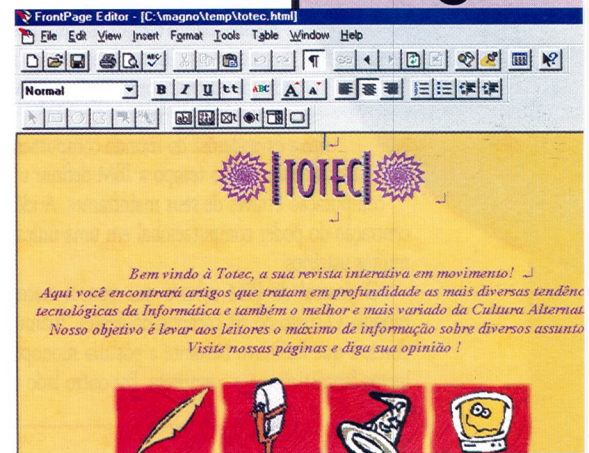 FrontPage Editor - [C:\magno\temp\totec.html]
File Edit View Insert Format Tools Table Window Help
Normal B I U tt ABC A A
TOTEC
Bem vindo à Totec, a sua revista interativa em movimento!
Aqui você encontrará artigos que tratam em profundidade as mais diversas tendênc
tecnológicas da Informática e também o melhor e mais variado da Cultura Alternat
Nosso objetivo é levar aos leitores o máximo de informação sobre diversos assunto
Visite nossas páginas e diga sua opinião !